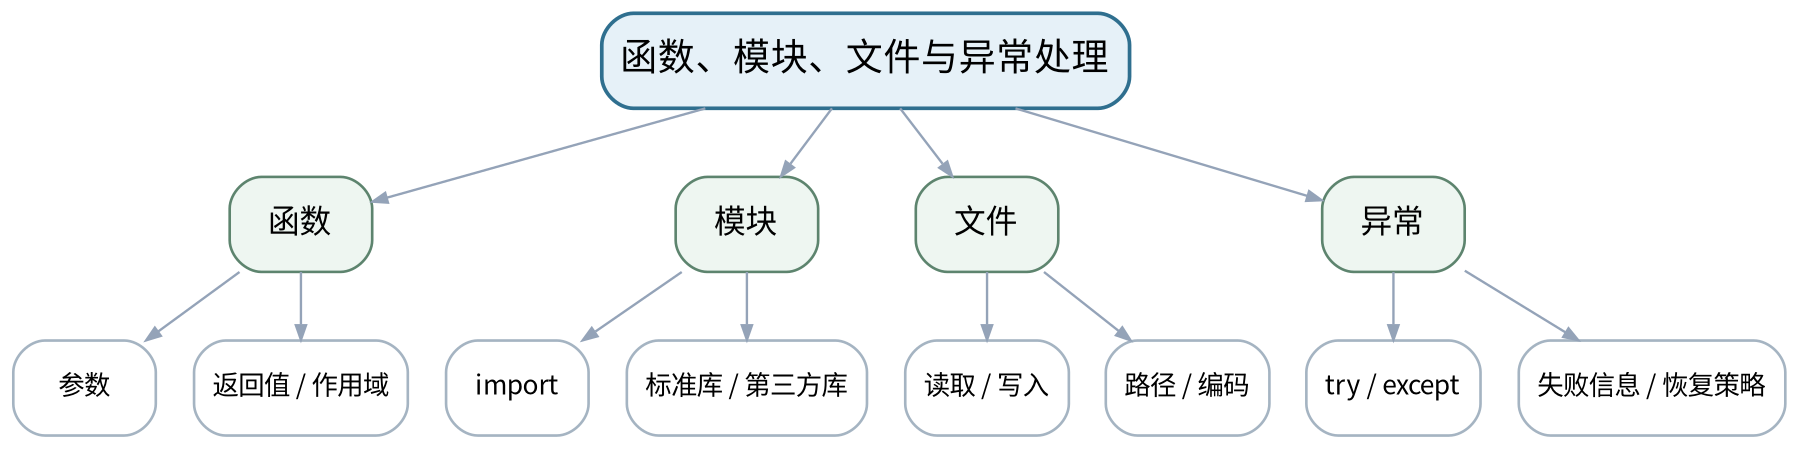 函数、模块、文件与异常处理
函数
模块
文件
异常
参数
返回值 / 作用域
import
标准库 / 第三方库
读取 / 写入
路径 / 编码
try / except
失败信息 / 恢复策略